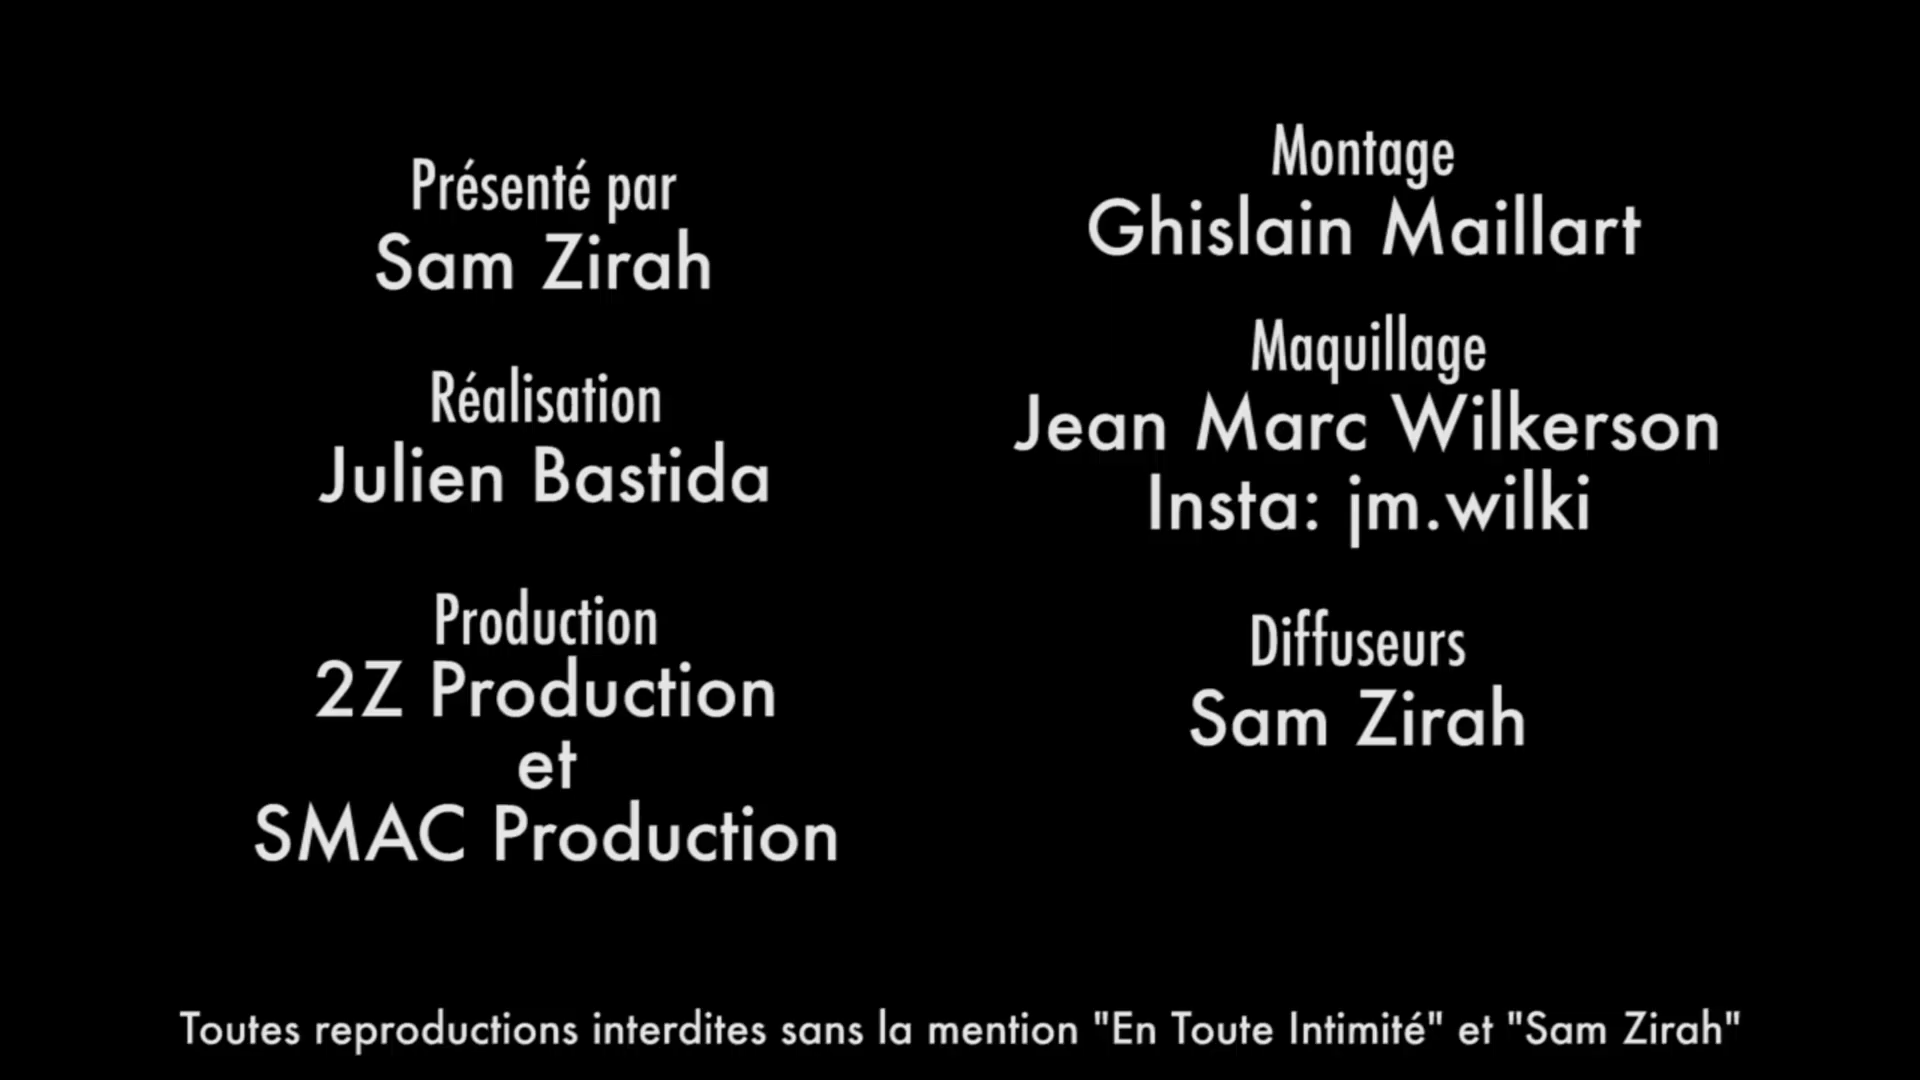 Présenté par
Sam Zirah
Réalisation
Julien Bastida
Production
2Z Production
et
SMAC Production
Montage
Ghislain Maillart
Maquillage
Jean Marc Wilkerson
Insta: jm.wilki
Diffuseurs
Sam Zirah
Toutes reproductions interdites sans la mention "En Toute Intimité" et "Sam Zirah"